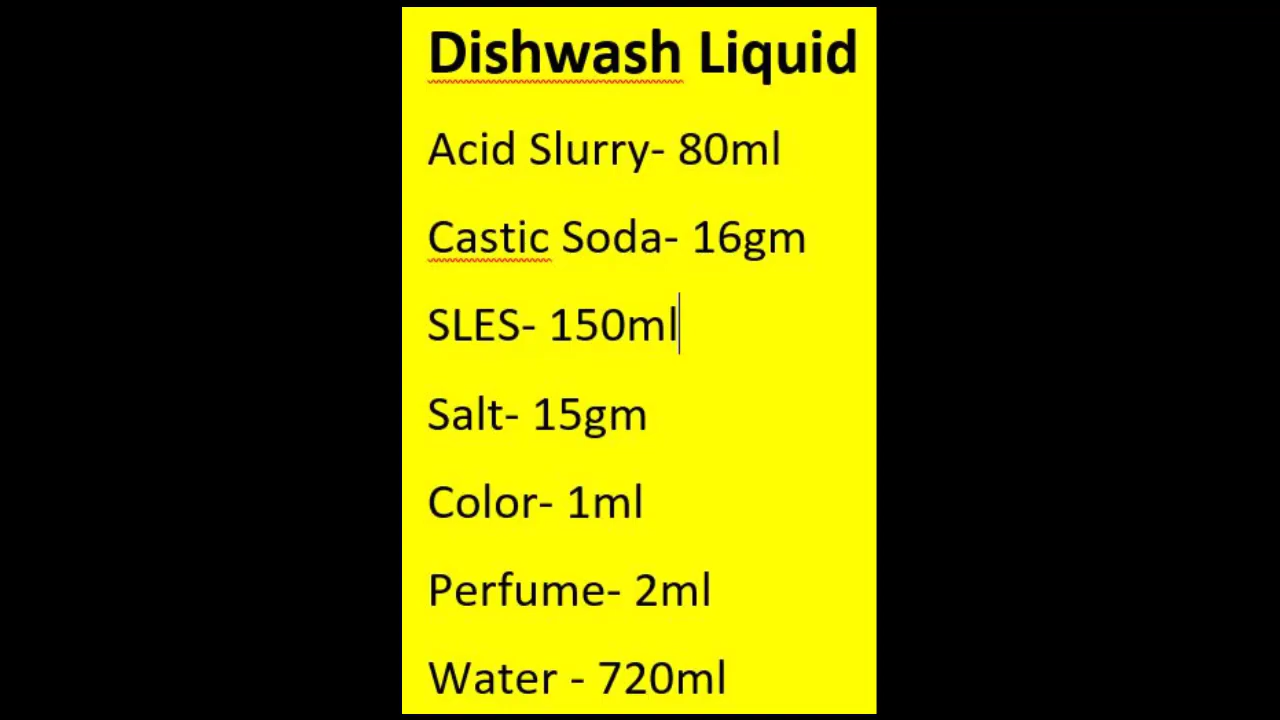 Dishwash Liquid
Acid Slurry- 80ml
Castic Soda- 16gm
SLES- 150ml
Salt- 15gm
Color- 1ml
Perfume- 2ml
Water - 720ml